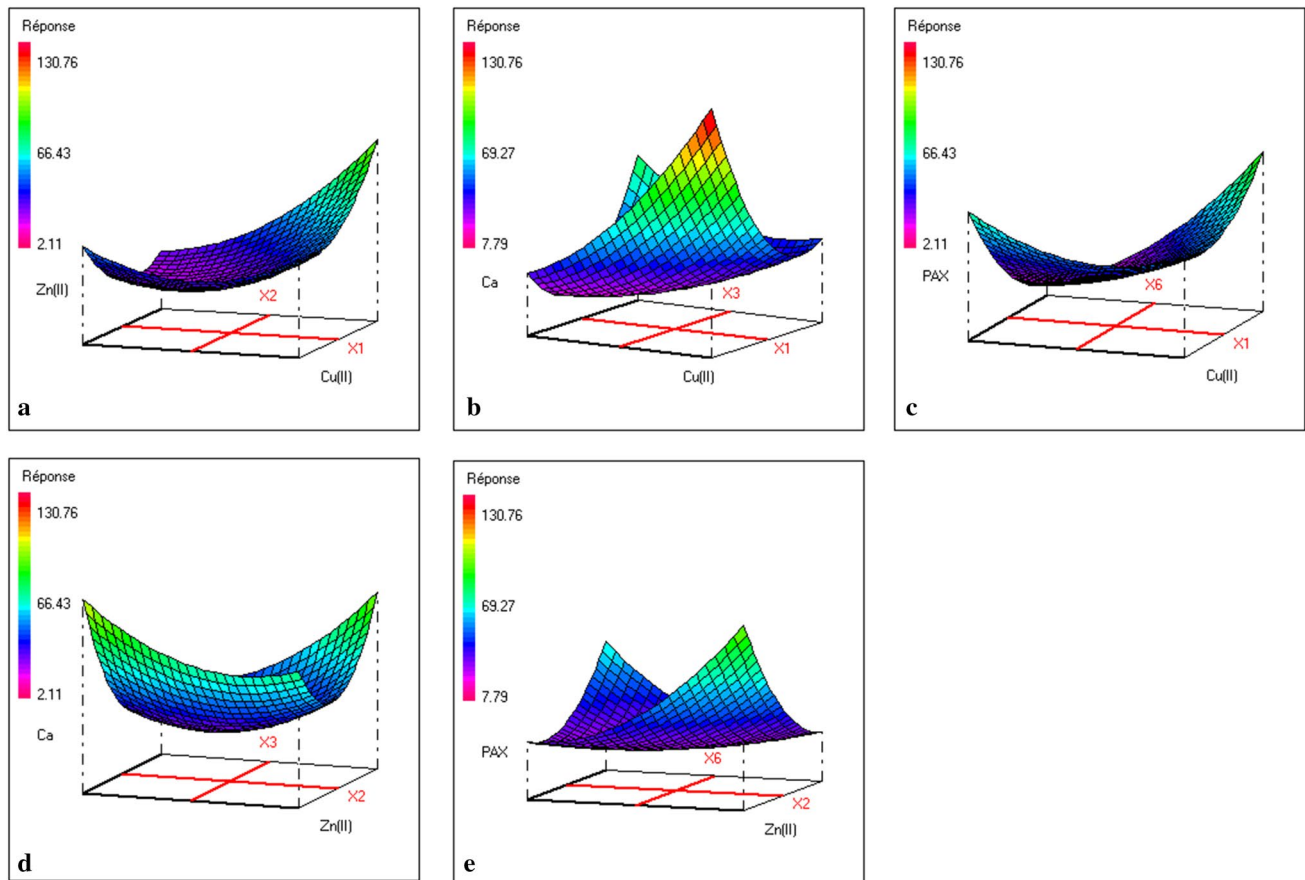 Réponse
130.76
66.43
2.11
Zn(II)
X2
X1
Cu(II)
a
Réponse
130.76
69.27
7.79
Ca
X3
X1
Cu(II)
b
Réponse
130.76
66.43
2.11
PAX
X6
X1
Cu(II)
c
Réponse
130.76
66.43
2.11
Ca
X3
X2
Zn(II)
d
Réponse
130.76
69.27
7.79
PAX
X6
X2
Zn(II)
e